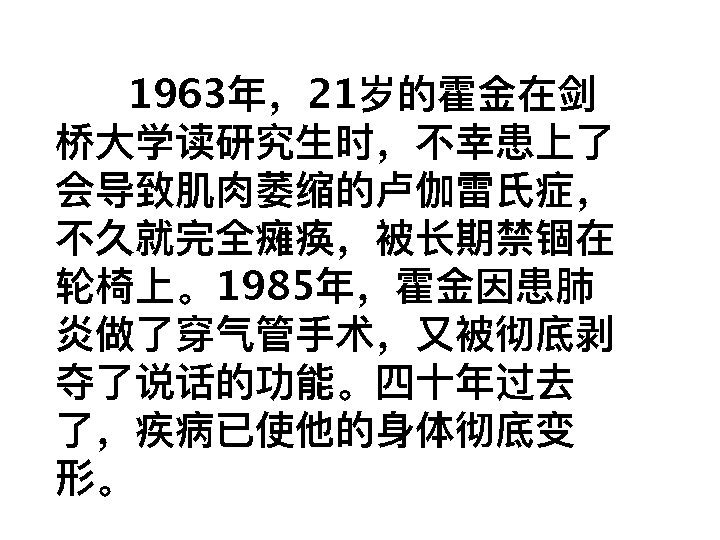 1963年，21岁的霍金在剑
桥大学读研究生时，不幸患上了
会导致肌肉萎缩的卢伽雷氏症，
不久就完全瘫痪，被长期禁锢在
轮椅上。1985年，霍金因患肺
炎做了穿气管手术，又被彻底剥
夺了说话的功能。四十年过去
了，疾病已使他的身体彻底变
形。